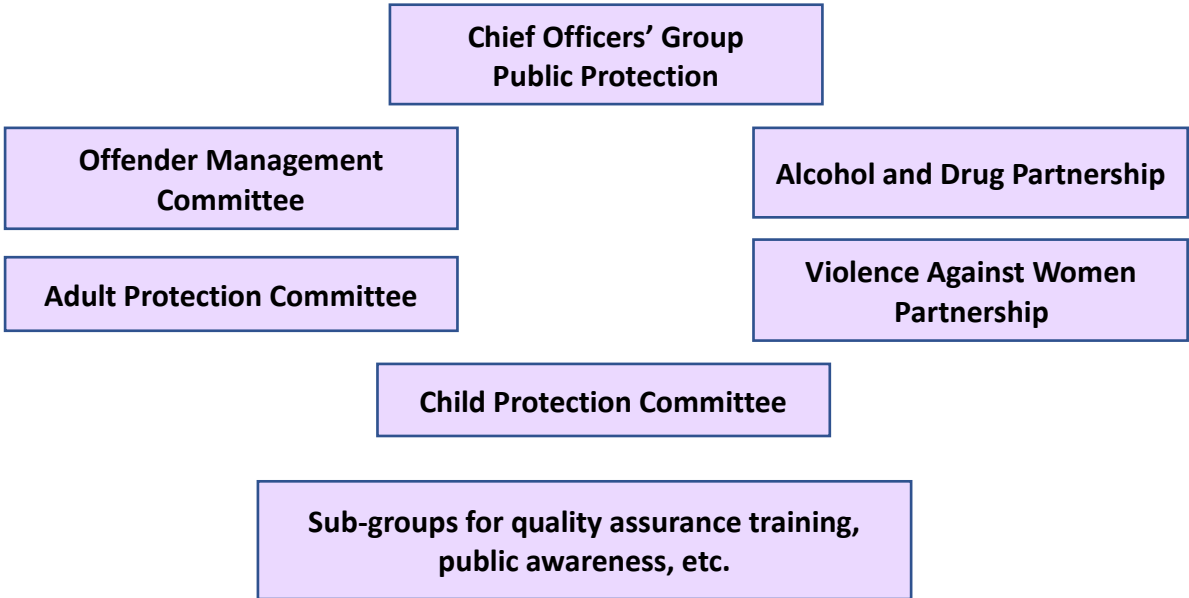 Chief Officers’ Group
Public Protection
Offender Management
Committee
Alcohol and Drug Partnership
Adult Protection Committee
Violence Against Women
Partnership
Child Protection Committee
Sub-groups for quality assurance training,
public awareness, etc.